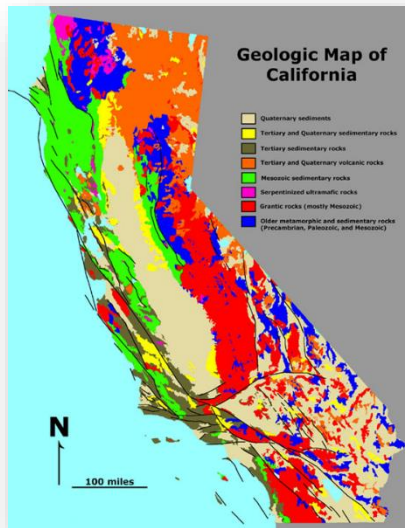 Geologic Map of
California
Quaternary sediments
Tertiary and Quaternary sedimentary rocks
Tertiary sedimentary rocks
Tertiary and Quaternary volcanic rocks
Mesozoic sedimentary rocks
Serpentinized ultramafic rocks
Grantic rocks (mostly Mesozoic)
Older metamorphic and sedimentary rocks
(Precambrian, Paleozoic, and Mesozoic)
N
100 miles